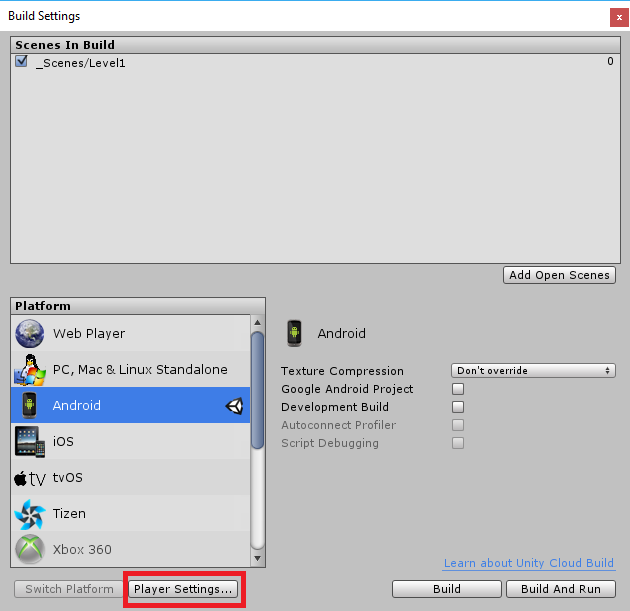 Build Settings
x
Scenes In Build
_Scenes/Level1 0
Add Open Scenes
Platform
Web Player
PC, Mac & Linux Standalone
Android
iOS
tv tvOS
Tizen
Xbox 360
Android
Texture Compression Don't override
Google Android Project
Development Build
Autoconnect Profiler
Script Debugging
Learn about Unity Cloud Build
Switch Platform Player Settings... Build Build And Run